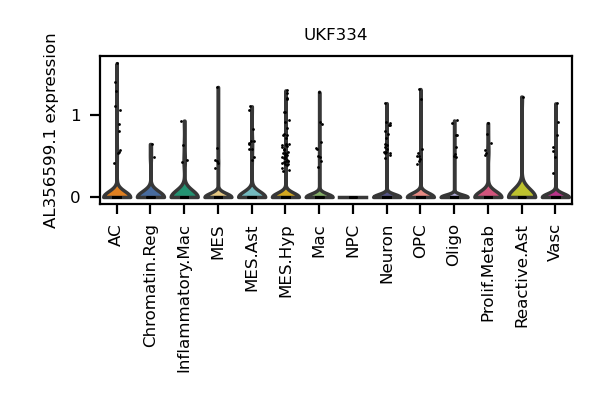 UKF334
AL356599.1 expression
1
0
AC
Chromatin.Reg
Inflammatory.Mac
MES
MES.Ast
MES.Hyp
Mac
NPC
Neuron
OPC
Oligo
Prolif.Metab
Reactive.Ast
Vasc